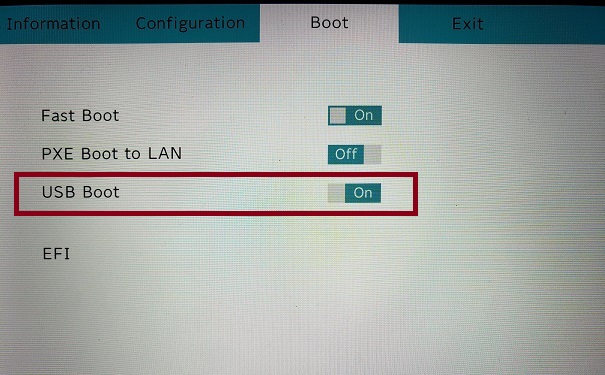 Information Configuration Boot Exit
Fast Boot On
PXE Boot to LAN Off
USB Boot On
EFI